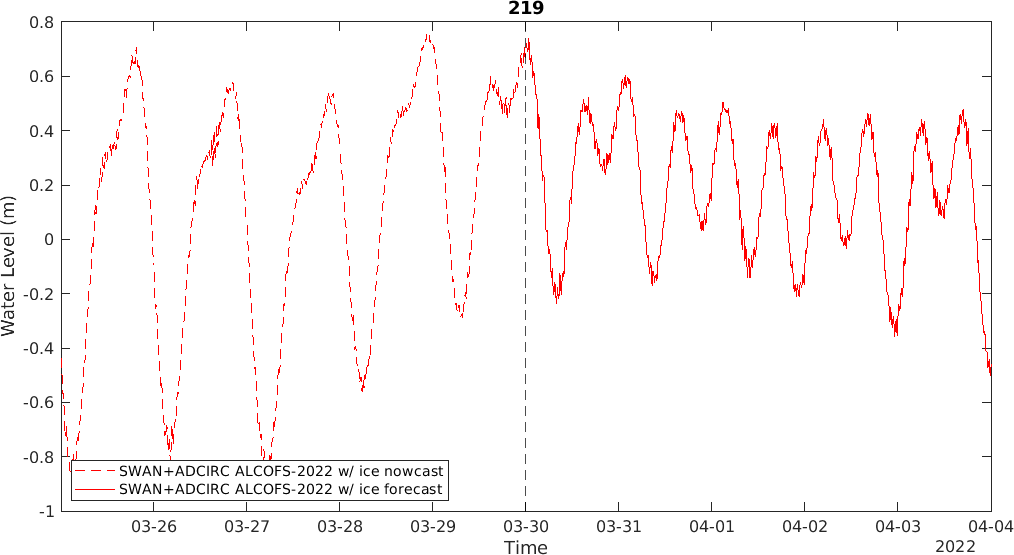 219
0.8
0.6
0.4
0.2
0
-0.2
-0.4
-0.6
-0.8
-1
Water Level (m)
SWAN+ADCIRC ALCOFS-2022 w/ ice nowcast
SWAN+ADCIRC ALCOFS-2022 w/ ice forecast
03-26 03-27 03-28 03-29 03-30 03-31 04-01 04-02 04-03 04-04
Time
2022